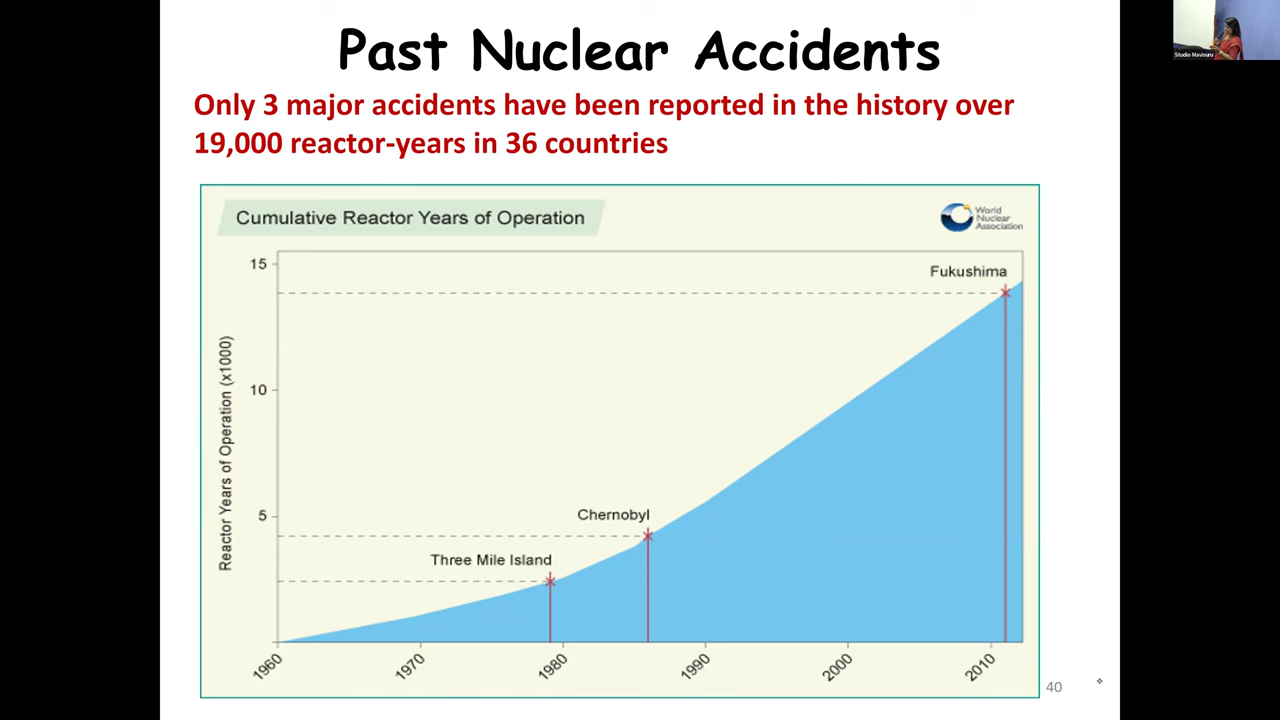 Past Nuclear Accidents
Only 3 major accidents have been reported in the history over
19,000 reactor-years in 36 countries
Cumulative Reactor Years of Operation
World
Nuclear
Association
Reactor Years of Operation (x1000)
15
10
5
Fukushima
Chernobyl
Three Mile Island
1960
1970
1980
1990
2000
2010
40
Studio Mavisuru